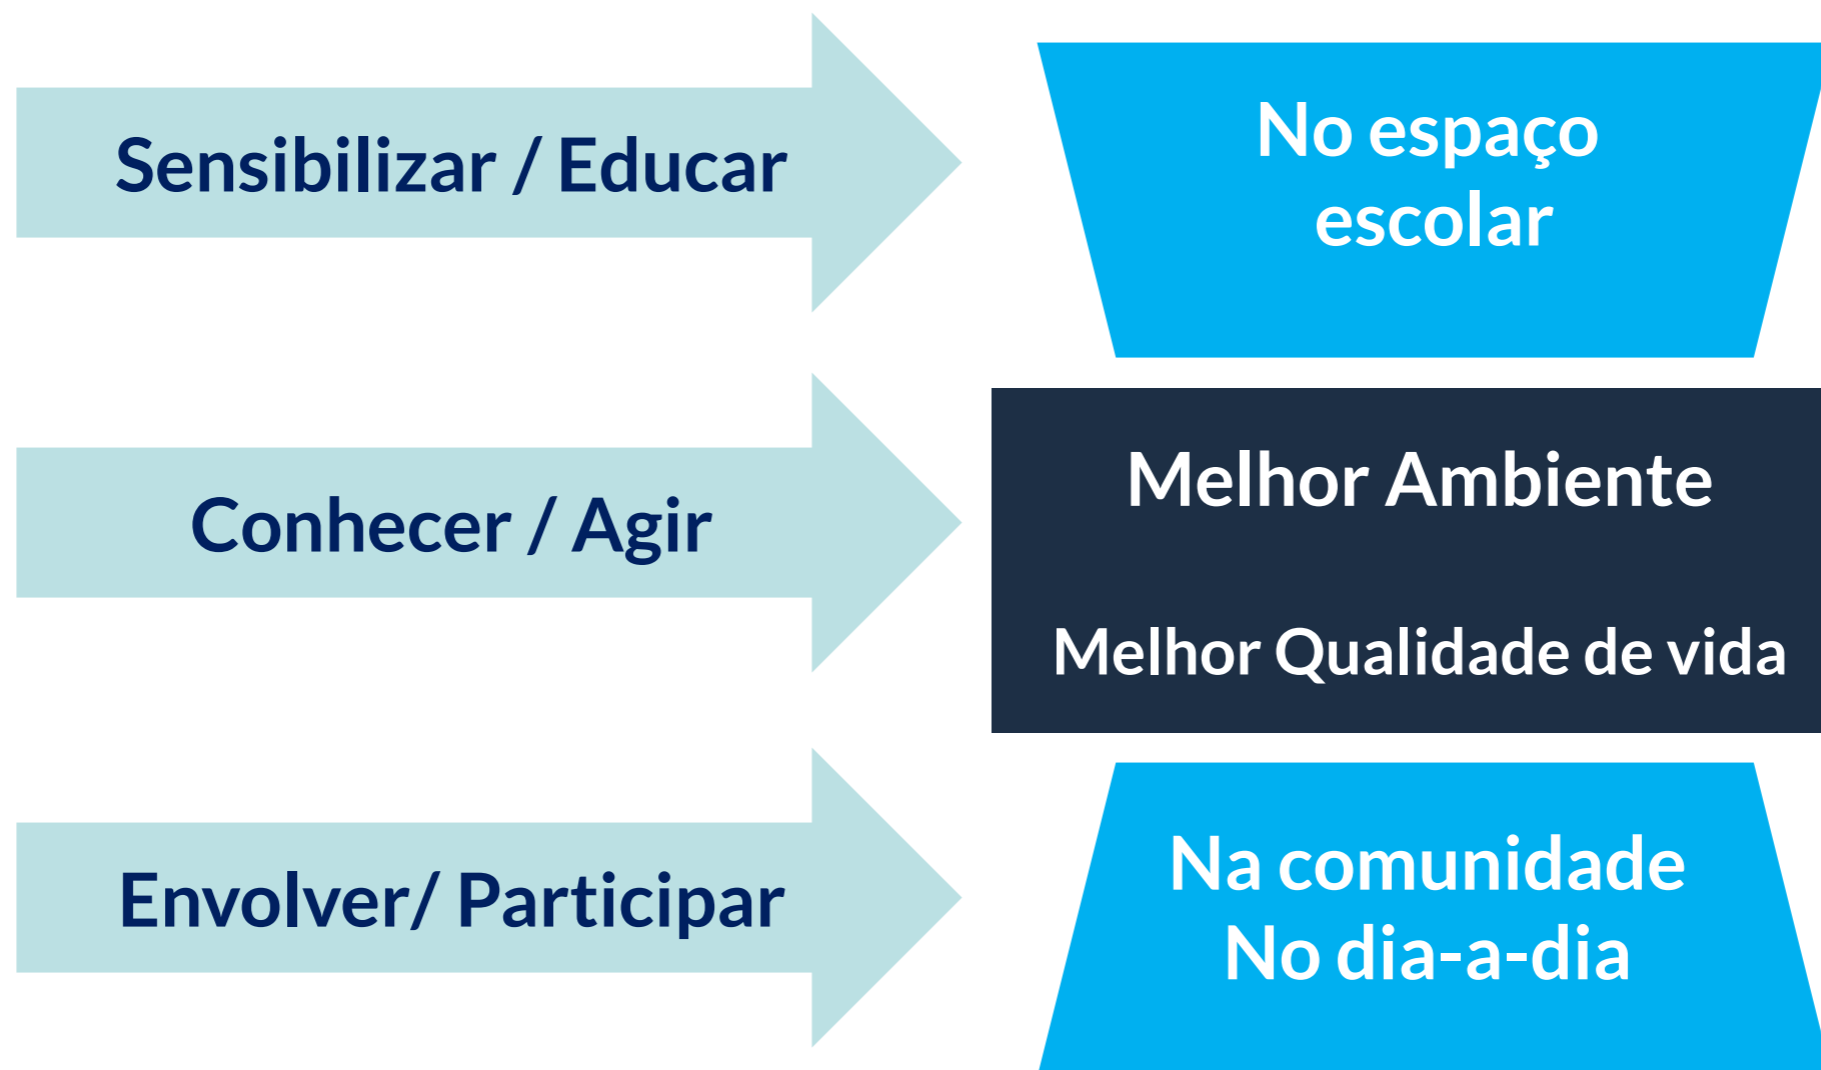 Sensibilizar / Educar
No espaço
escolar
Conhecer / Agir
Melhor Ambiente
Melhor Qualidade de vida
Envolver/ Participar
Na comunidade
No dia-a-dia